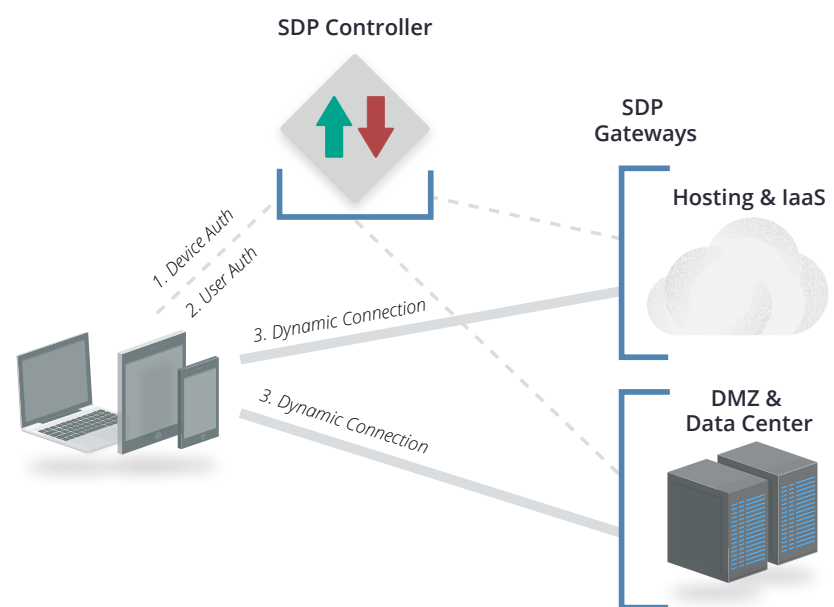 SDP Controller
SDP
Gateways
Hosting & IaaS
1. Device Auth
2. User Auth
3. Dynamic Connection
3. Dynamic Connection
DMZ &
Data Center